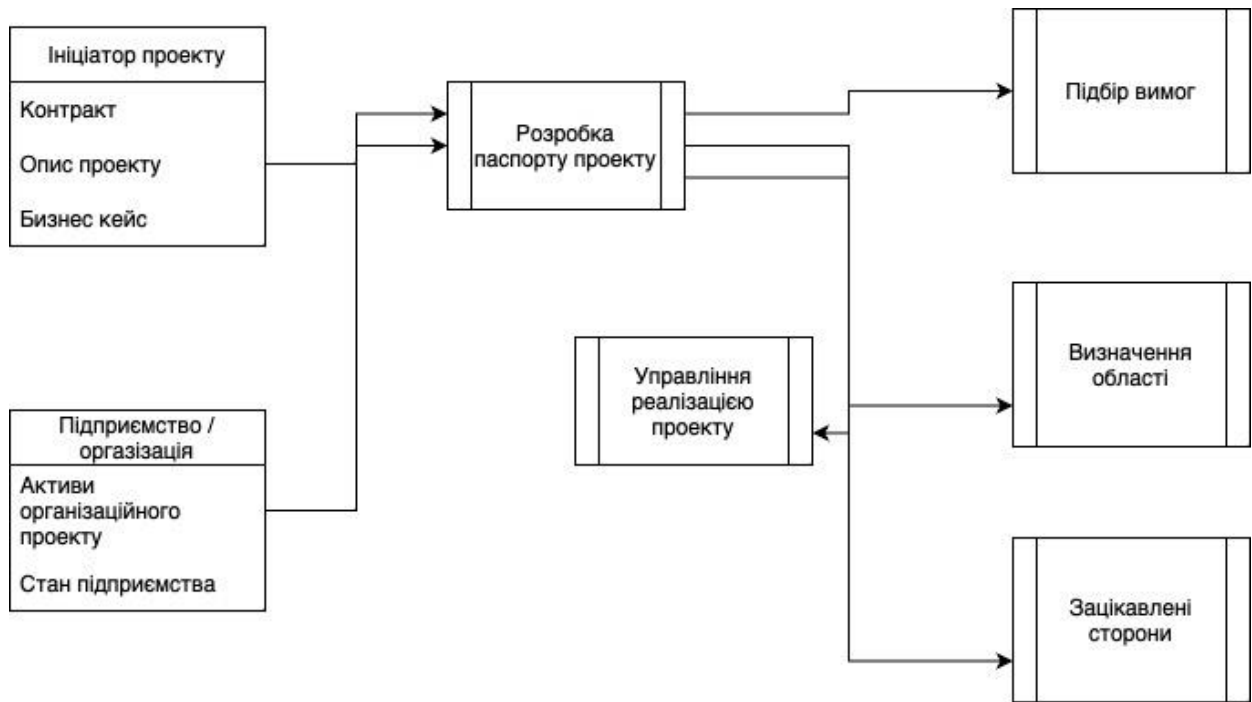 Ініціатор проекту
Контракт
Опис проекту
Бизнес кейс
Підприємство /
оргазізація
Активи
організаційного
проекту
Стан підприємства
Розробка
паспорту проекту
Управління
реалізацією
проекту
Підбір вимог
Визначення
області
Зацікавлені
сторони